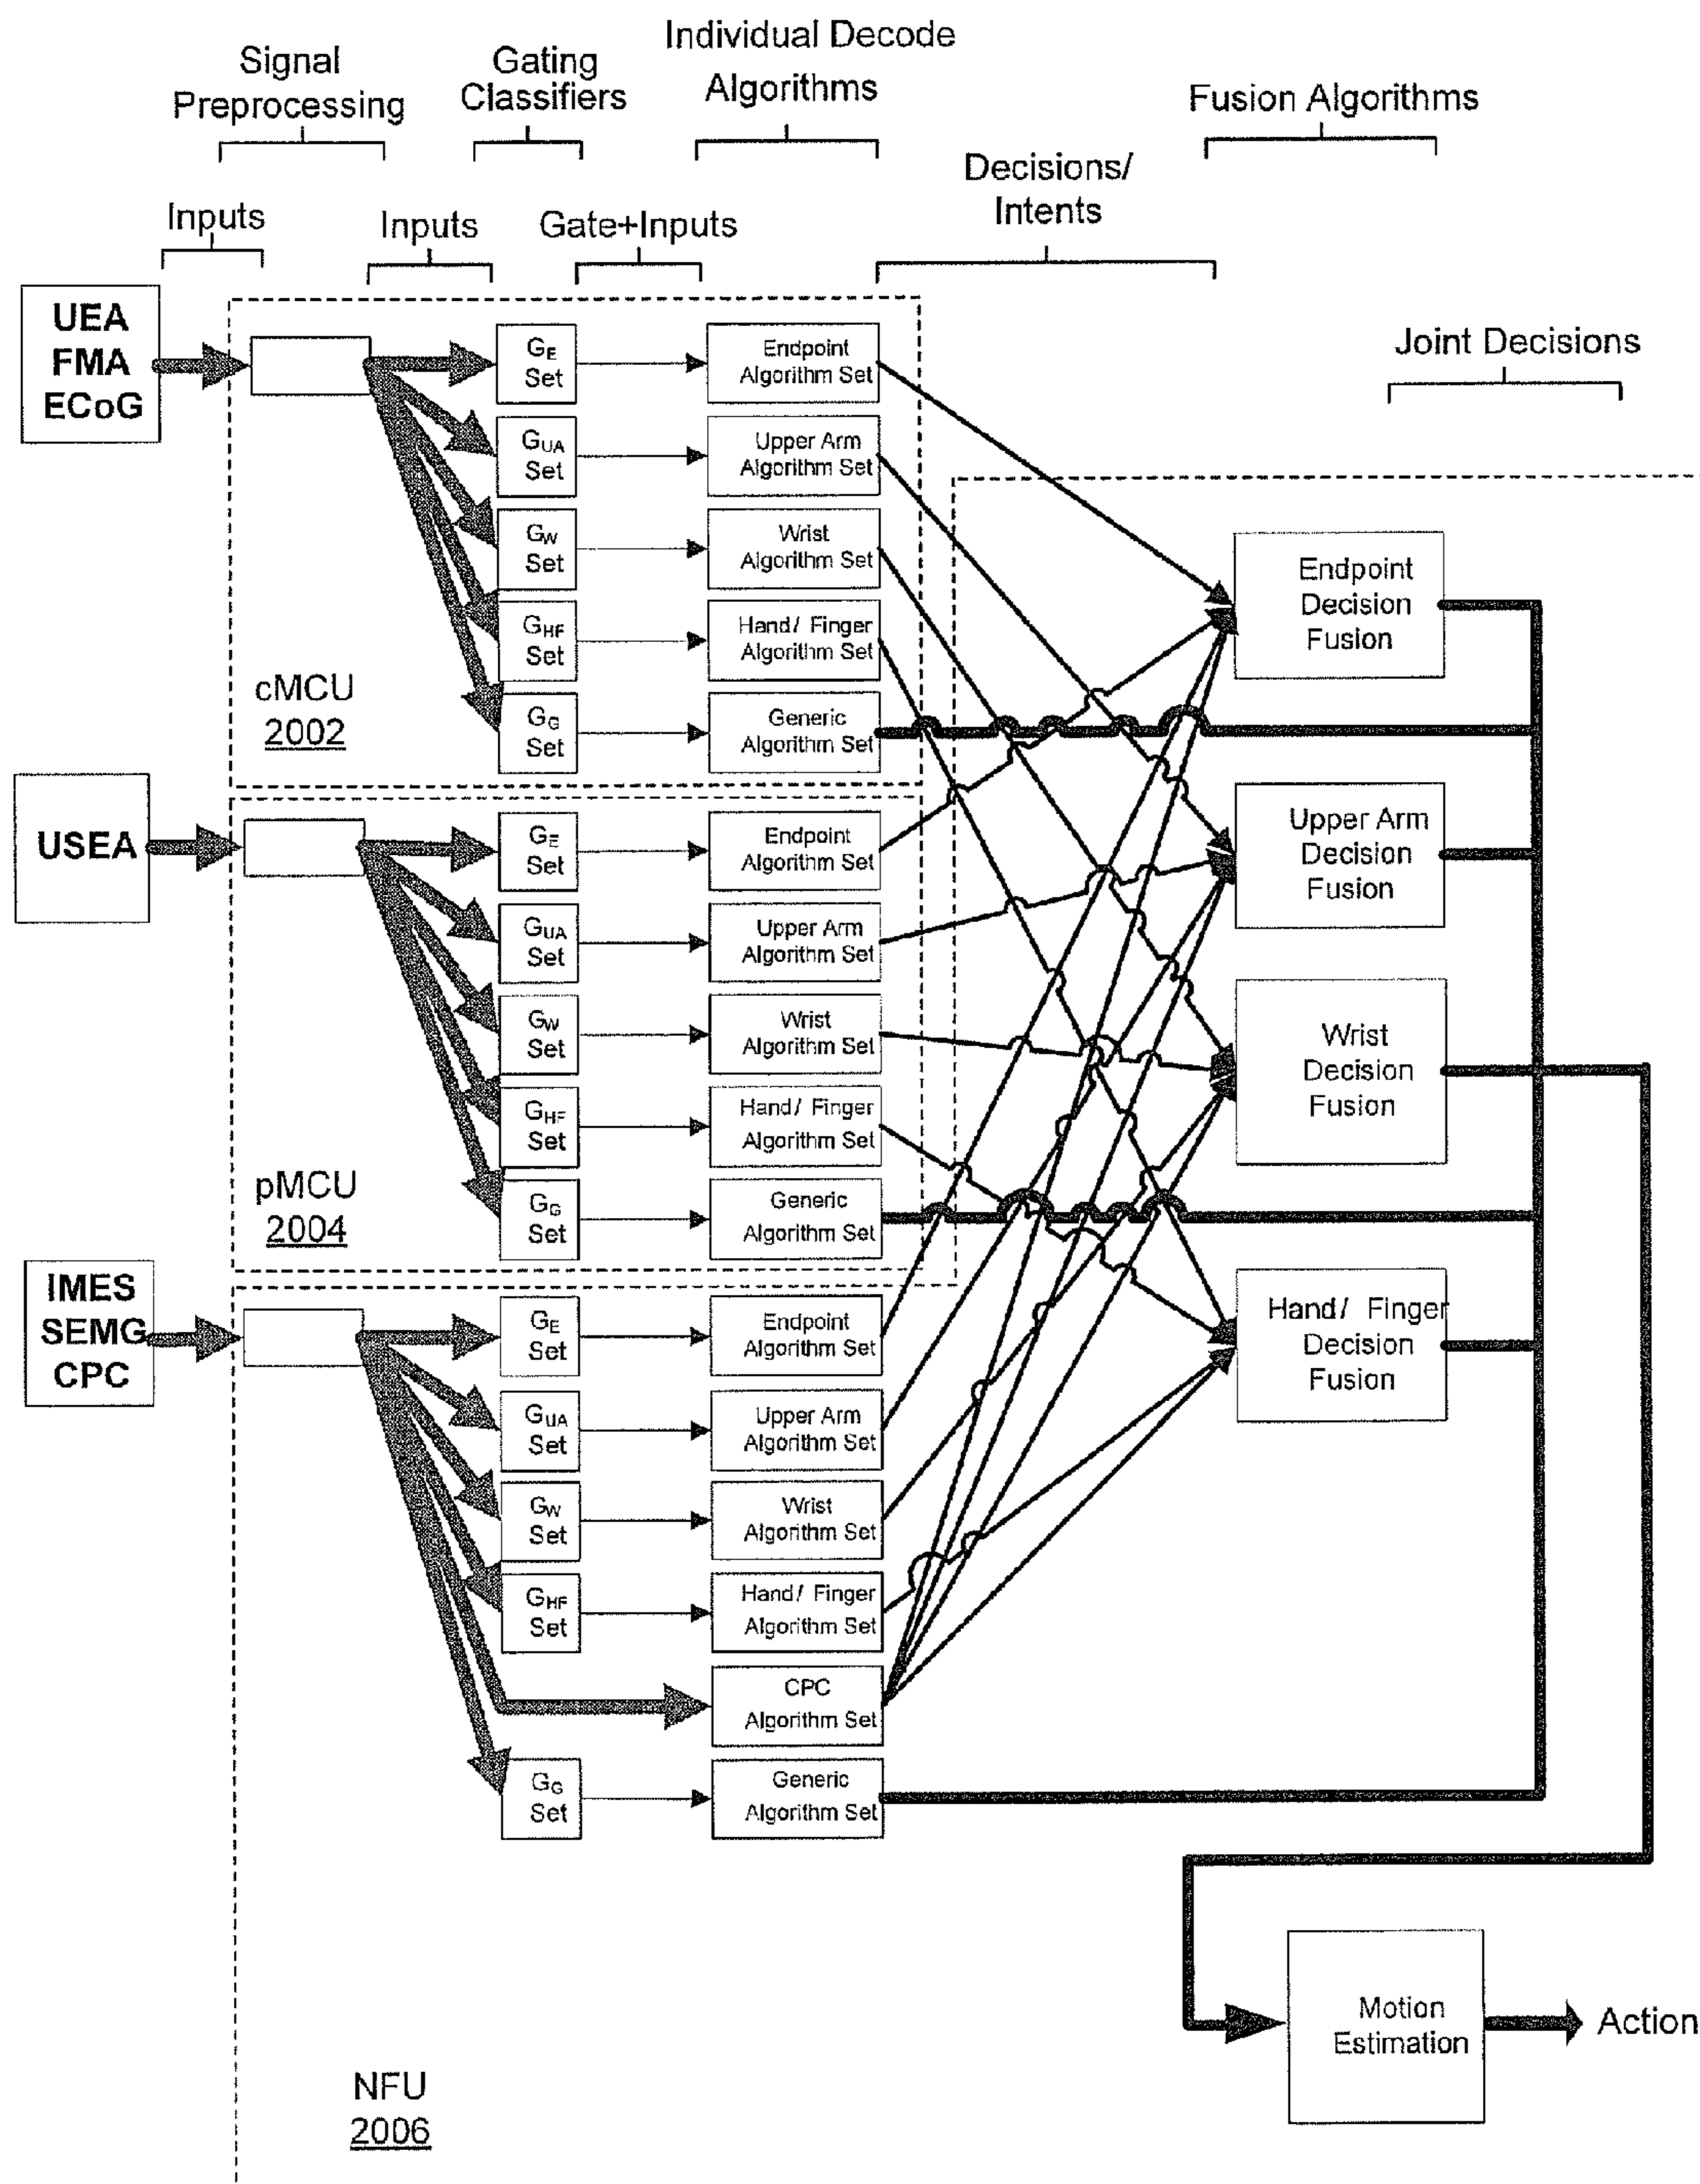 Individual Decode
Algorithms
Signal
Preprocessing
Gating
Classifiers
Fusion Algorithms
Decisions/
Intents
Inputs
Inputs
Gate+Inputs
Joint Decisions
UEA
FMA
ECoG
GE
Set
Endpoint
Algorithm Set
GUA
Set
Upper Arm
Algorithm Set
GW
Set
Wrist
Algorithm Set
GHF
Set
Hand/ Finger
Algorithm Set
GG
Set
Generic
Algorithm Set
cMCU
2002
USEA
GE
Set
Endpoint
Algorithm Set
GUA
Set
Upper Arm
Algorithm Set
GW
Set
Wrist
Algorithm Set
GHF
Set
Hand/ Finger
Algorithm Set
GG
Set
Generic
Algorithm Set
pMCU
2004
IMES
SEMG
CPC
GE
Set
Endpoint
Algorithm Set
GUA
Set
Upper Arm
Algorithm Set
GW
Set
Wrist
Algorithm Set
GHF
Set
Hand/ Finger
Algorithm Set
CPC
Algorithm Set
GG
Set
Generic
Algorithm Set
NFU
2006
Endpoint
Decision
Fusion
Upper Arm
Decision
Fusion
Wrist
Decision
Fusion
Hand/ Finger
Decision
Fusion
Motion
Estimation
Action